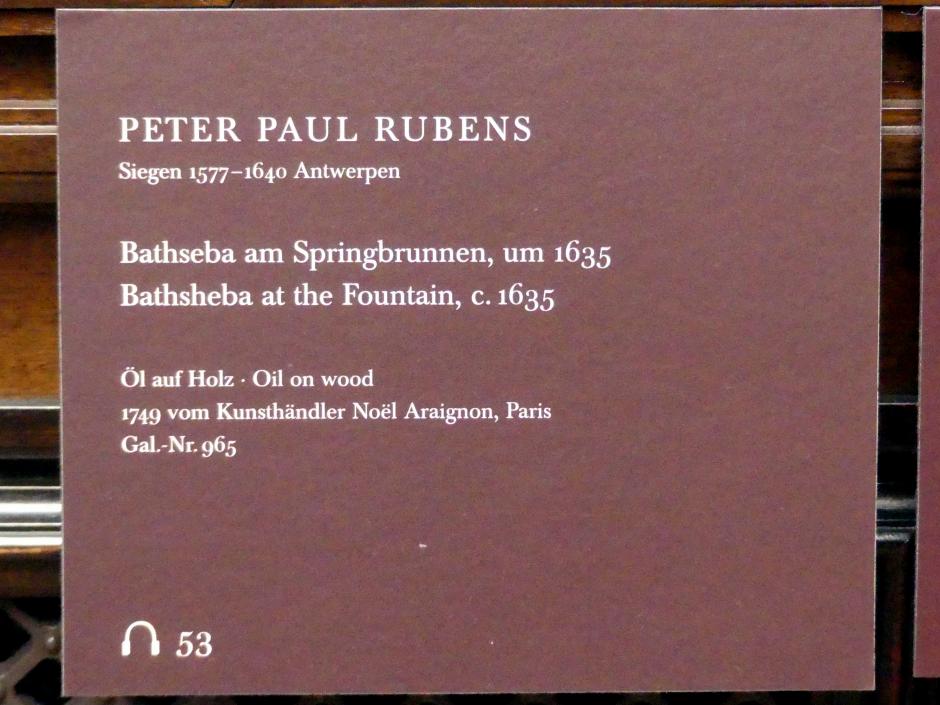 PETER PAUL RUBENS
Siegen 1577–1640 Antwerpen
Bathseba am Springbrunnen, um 1635
Bathsheba at the Fountain, c. 1635
Öl auf Holz · Oil on wood
1749 vom Kunsthändler Noël Araignon, Paris
Gal.-Nr. 965
53